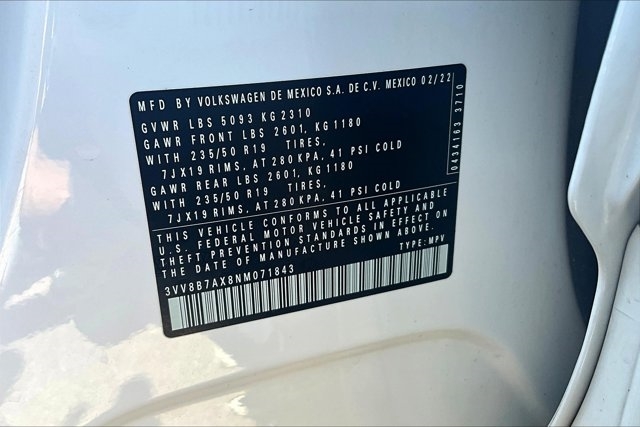 MFD BY VOLKSWAGEN DE MEXICO S.A. DE C.V. MEXICO 02/22
GVWR LBS 5093 KG 2310
GAWR FRONT LBS 2601, KG 1180
WITH 235/50 R19 TIRES,
7JX19 RIMS, AT 280 KPA, 41 PSI COLD
GAWR REAR LBS 2601, KG 1180
WITH 235/50 R19 TIRES,
7JX19 RIMS, AT 280 KPA, 41 PSI COLD
THIS VEHICLE CONFORMS TO ALL APPLICABLE
U.S. FEDERAL MOTOR VEHICLE SAFETY AND
THEFT PREVENTION STANDARDS IN EFFECT ON
THE DATE OF MANUFACTURE SHOWN ABOVE.
TYPE: MPV
3VV8B7AX8NM071843
0434163 3710